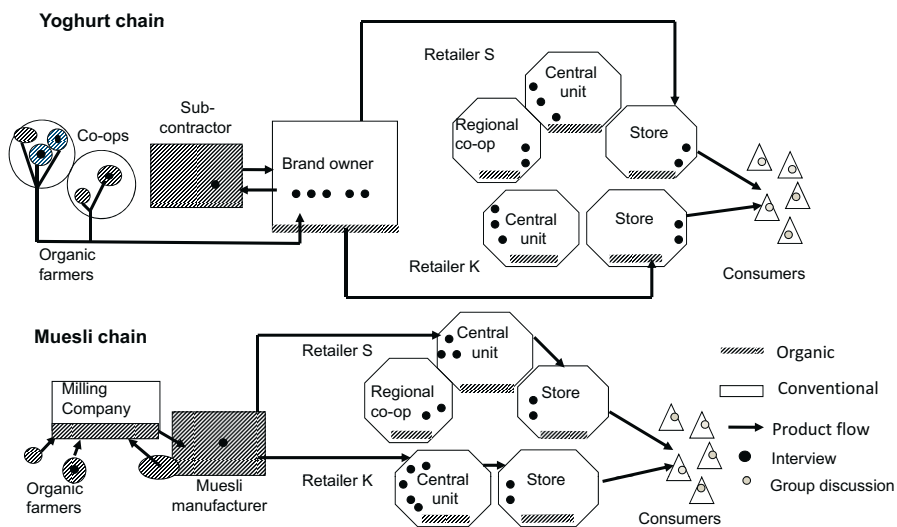 Yoghurt chain
Retailer S
Central
unit
Sub-
contractor
Co-ops
Regional
co-op
Store
Brand owner
Central
unit
Store
Organic
farmers
Retailer K
Consumers
Muesli chain
Retailer S
Central
unit
Organic
Milling
Company
Regional
co-op
Store
Conventional
Product flow
Interview
Group discussion
Organic
farmers
Muesli
manufacturer
Retailer K
Central
unit
Store
Consumers